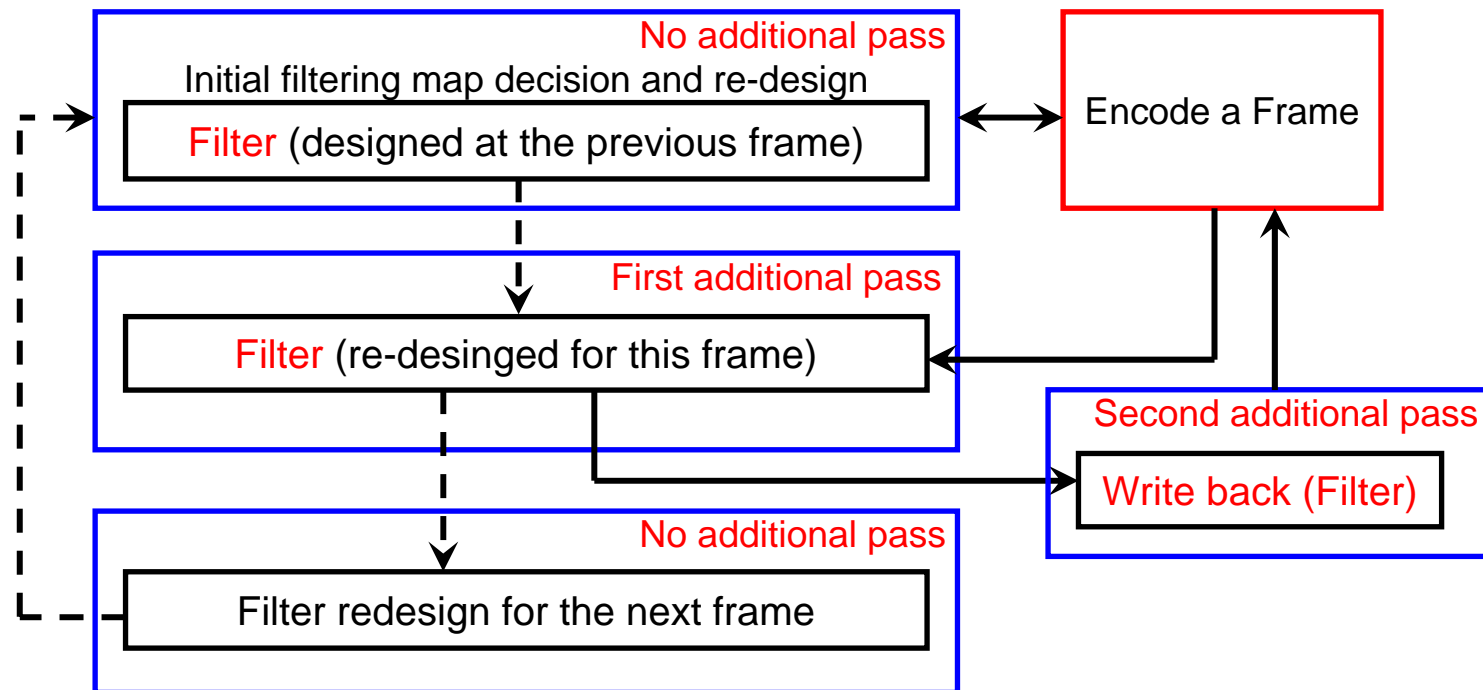 No additional pass
Initial filtering map decision and re-design
Filter (designed at the previous frame)
Encode a Frame
First additional pass
Filter (re-desinged for this frame)
Second additional pass
Write back (Filter)
No additional pass
Filter redesign for the next frame